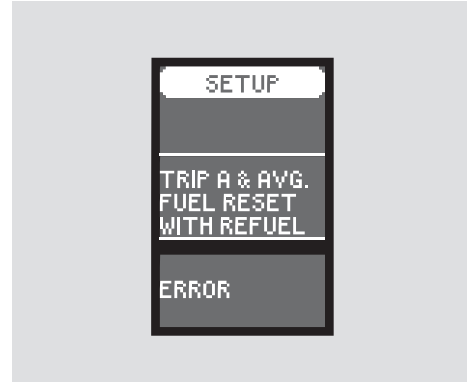 SETUP
TRIP A & AVG.
FUEL RESET
WITH REFUEL
ERROR